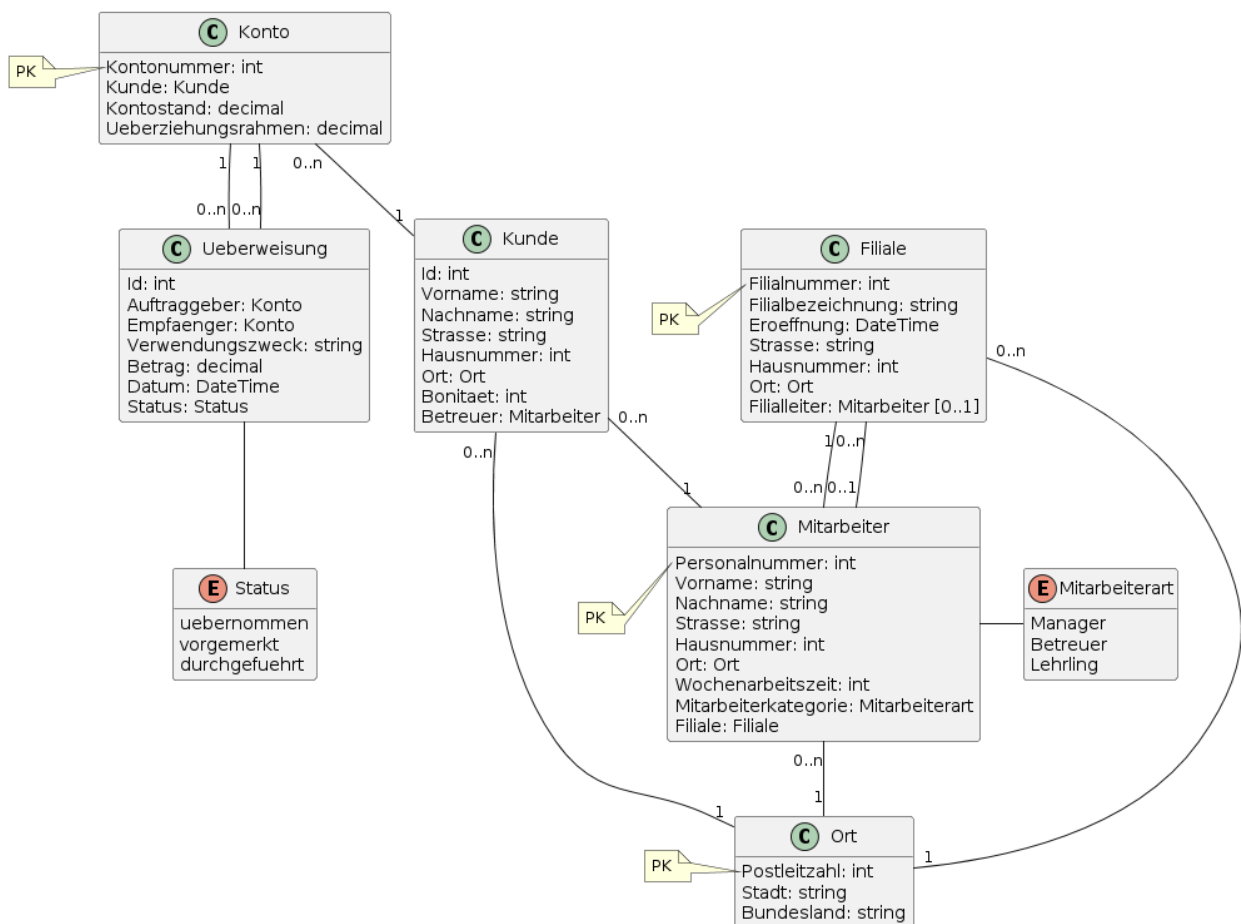 C Konto
PK
Kontonummer: int
Kunde: Kunde
Kontostand: decimal
Ueberziehungsrahmen: decimal
1
1
0..n
0..n
0..n
1
C Ueberweisung
Id: int
Auftraggeber: Konto
Empfaenger: Konto
Verwendungszweck: string
Betrag: decimal
Datum: DateTime
Status: Status
C Kunde
Id: int
Vorname: string
Nachname: string
Strasse: string
Hausnummer: int
Ort: Ort
Bonitaet: int
Betreuer: Mitarbeiter
C Filiale
PK
Filialnummer: int
Filialbezeichnung: string
Eroeffnung: DateTime
Strasse: string
Hausnummer: int
Ort: Ort
Filialleiter: Mitarbeiter [0..1]
0..n
0..n
0..n
1
1
0..n
0..n
0..1
E Status
uebernommen
vorgemerkt
durchgefuehrt
C Mitarbeiter
PK
Personalnummer: int
Vorname: string
Nachname: string
Strasse: string
Hausnummer: int
Ort: Ort
Wochenarbeitszeit: int
Mitarbeiterkategorie: Mitarbeiterart
Filiale: Filiale
E Mitarbeiterart
Manager
Betreuer
Lehrling
0..n
1
1
1
C Ort
PK
Postleitzahl: int
Stadt: string
Bundesland: string